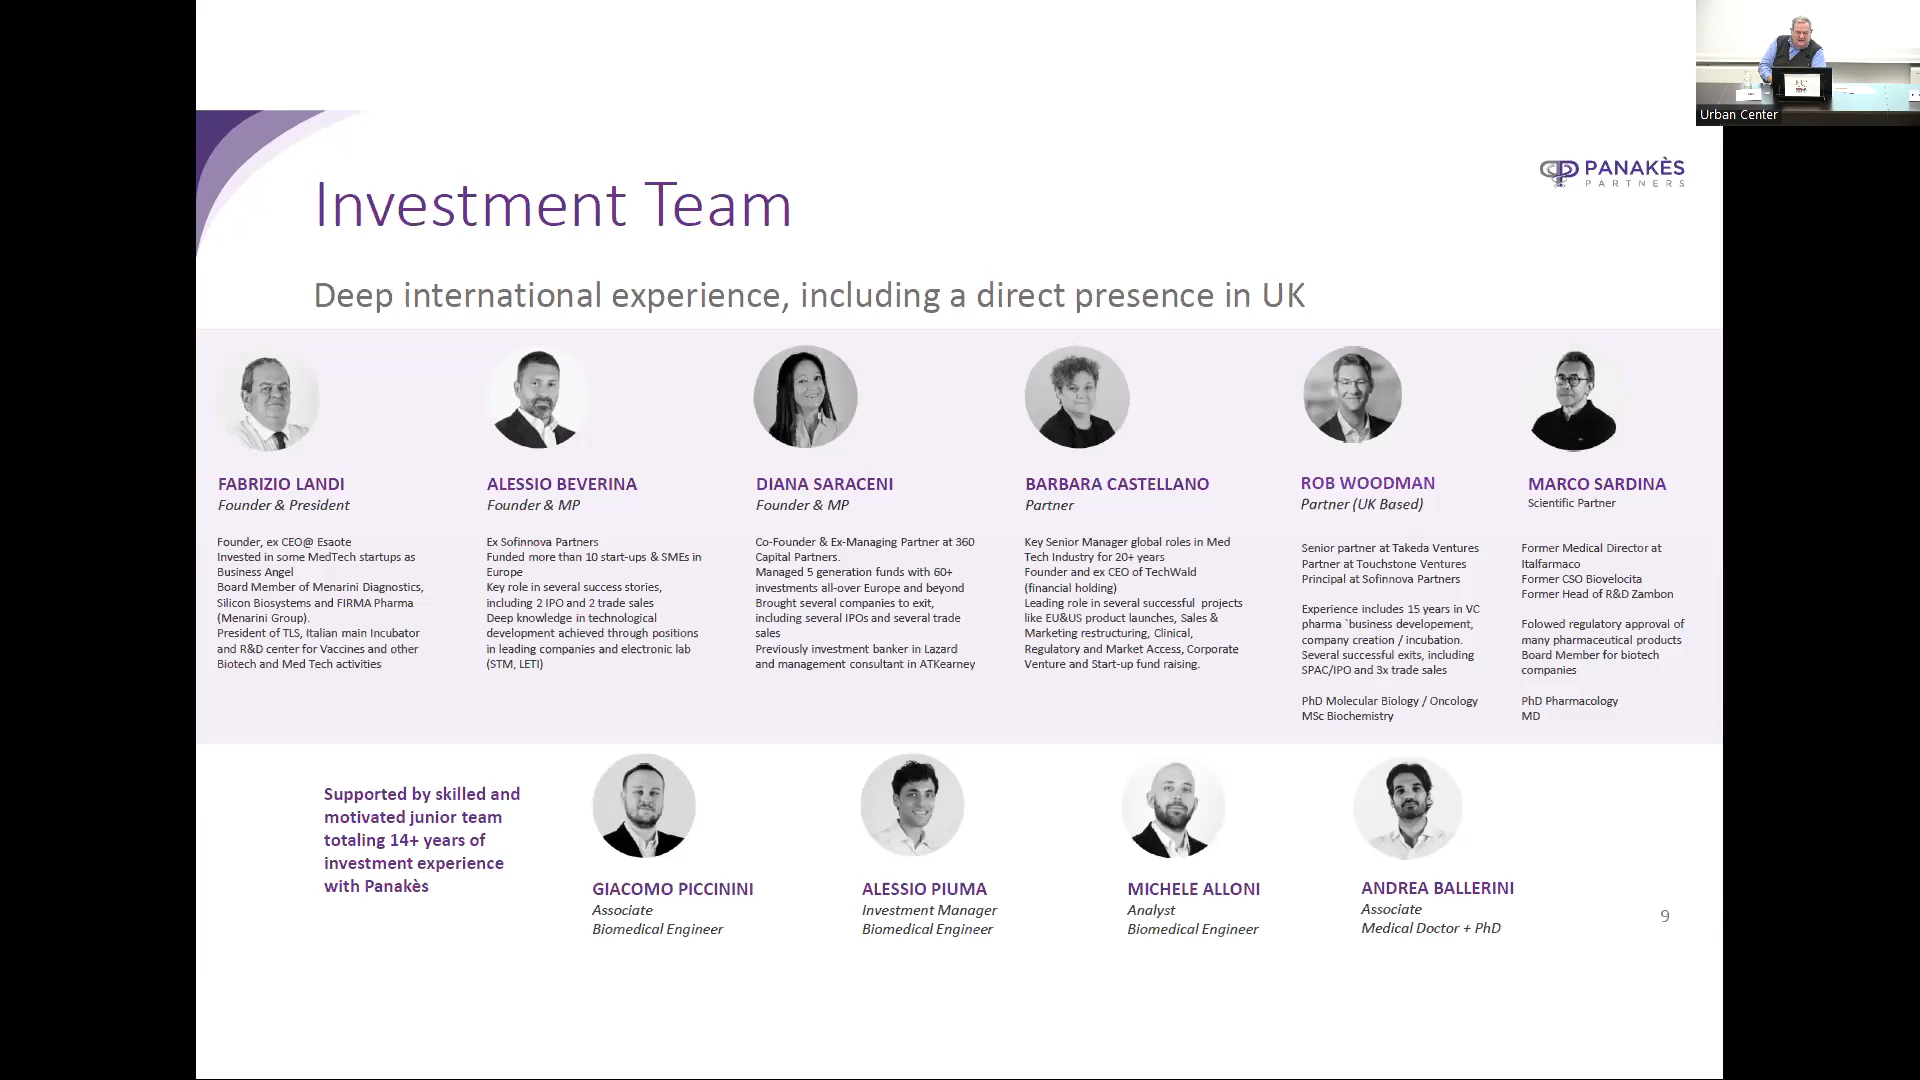 Urban Center
PANAKÈS
PARTNERS
Investment Team
Deep international experience, including a direct presence in UK
FABRIZIO LANDI
Founder & President
Founder, ex CEO@ Esaote
Invested in some MedTech startups as
Business Angel
Board Member of Menarini Diagnostics,
Silicon Biosystems and FIRMA Pharma
(Menarini Group).
President of TLS, Italian main Incubator
and R&D center for Vaccines and other
Biotech and Med Tech activities
ALESSIO BEVERINA
Founder & MP
Ex Sofinnova Partners
Funded more than 10 start-ups & SMEs in
Europe
Key role in several success stories,
including 2 IPO and 2 trade sales
Deep knowledge in technological
development achieved through positions
in leading companies and electronic lab
(STM, LETI)
DIANA SARACENI
Founder & MP
Co-Founder & Ex-Managing Partner at 360
Capital Partners.
Managed 5 generation funds with 60+
investments all-over Europe and beyond
Brought several companies to exit,
including several IPOs and several trade
sales
Previously investment banker in Lazard
and management consultant in ATKearney
BARBARA CASTELLANO
Partner
Key Senior Manager global roles in Med
Tech Industry for 20+ years
Founder and ex CEO of TechWald
(financial holding)
Leading role in several successful projects
like EU&US product launches, Sales &
Marketing restructuring, Clinical,
Regulatory and Market Access, Corporate
Venture and Start-up fund raising.
ROB WOODMAN
Partner (UK Based)
Senior partner at Takeda Ventures
Partner at Touchstone Ventures
Principal at Sofinnova Partners
Experience includes 15 years in VC
pharma `business developement,
company creation / incubation.
Several successful exits, including
SPAC/IPO and 3x trade sales
PhD Molecular Biology / Oncology
MSc Biochemistry
MARCO SARDINA
Scientific Partner
Former Medical Director at
Italfarmaco
Former CSO Biovelocita
Former Head of R&D Zambon
Folowed regulatory approval of
many pharmaceutical products
Board Member for biotech
companies
PhD Pharmacology
MD
Supported by skilled and
motivated junior team
totaling 14+ years of
investment experience
with Panakès
GIACOMO PICCININI
Associate
Biomedical Engineer
ALESSIO PIUMA
Investment Manager
Biomedical Engineer
MICHELE ALLONI
Analyst
Biomedical Engineer
ANDREA BALLERINI
Associate
Medical Doctor + PhD
9